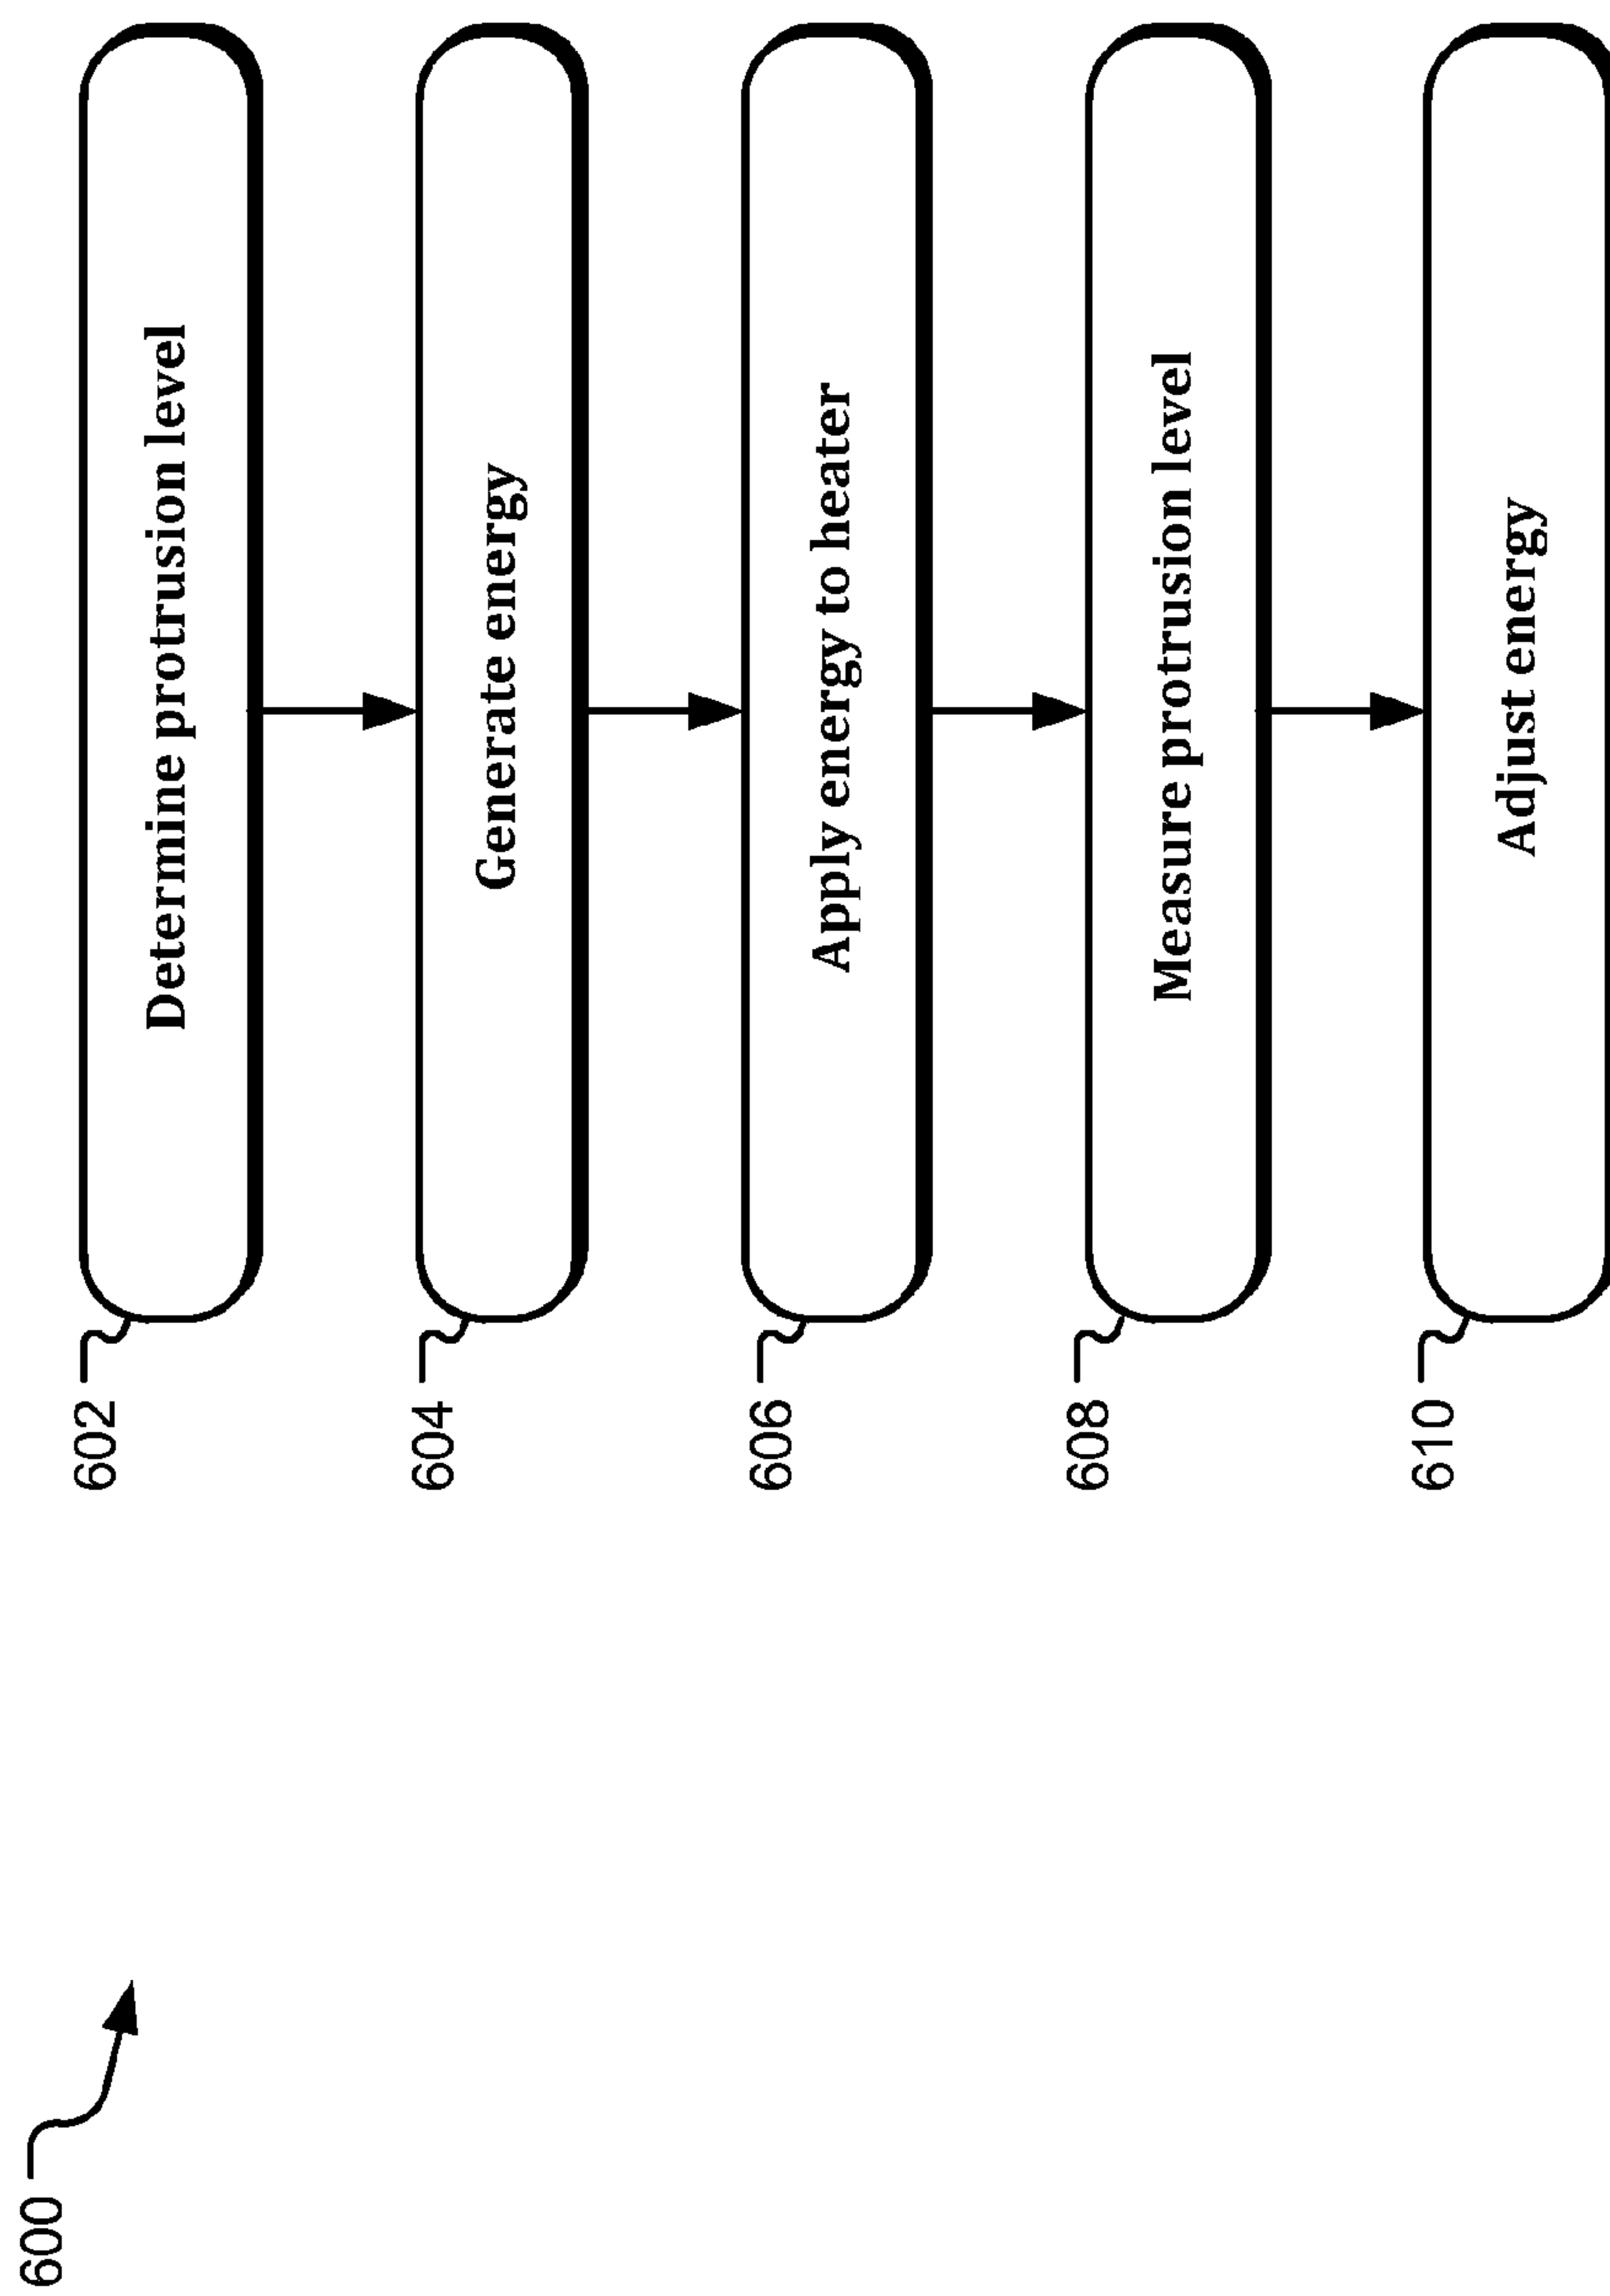 600
602
Determine protrusion level
604
Generate energy
606
Apply energy to heater
608
Measure protrusion level
610
Adjust energy